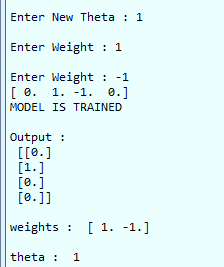 Enter New Theta : 1
Enter Weight : 1
Enter Weight : -1
[ 0.  1. -1.  0.]
MODEL IS TRAINED
Output :
[[0.]
[1.]
[0.]
[0.]]
weights :  [ 1. -1.]
theta :  1